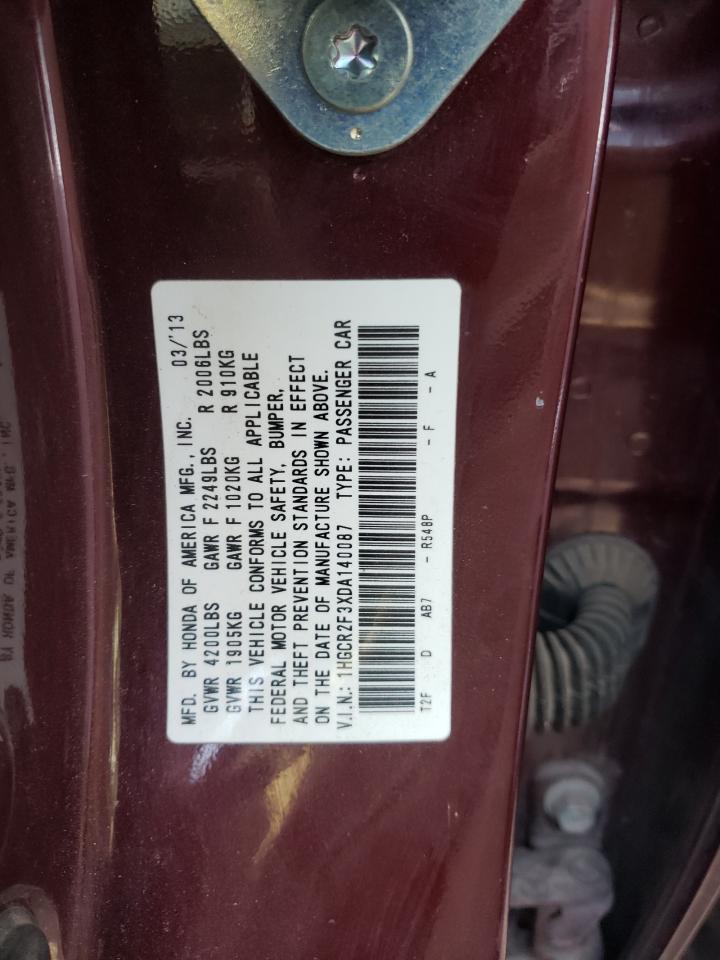 MFD. BY HONDA OF AMERICA MFG., INC. 03/'13
GVWR 4200LBS GAWR F 2249LBS R 2006LBS
GVWR 1905KG GAWR F 1020KG R 910KG
THIS VEHICLE CONFORMS TO ALL APPLICABLE
FEDERAL MOTOR VEHICLE SAFETY, BUMPER,
AND THEFT PREVENTION STANDARDS IN EFFECT
ON THE DATE OF MANUFACTURE SHOWN ABOVE.
V.I.N.: 1HGCR2F3XDA140087 TYPE: PASSENGER CAR
T2F D AB7 - R548P - F - A